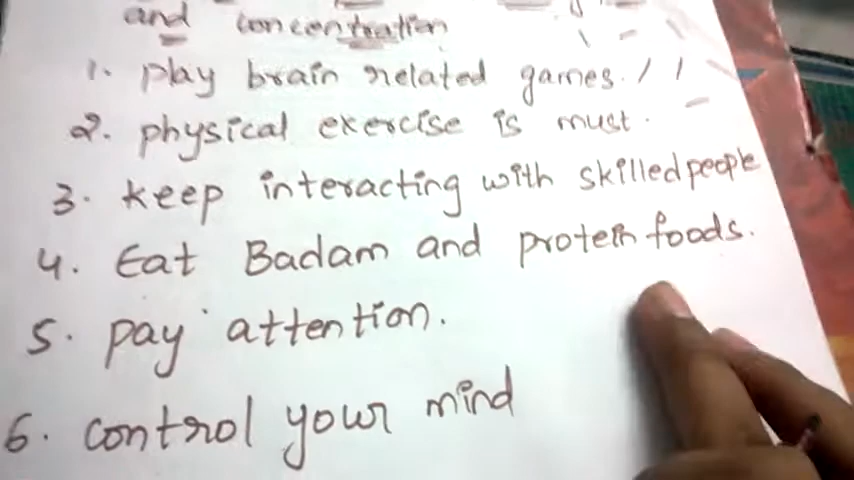 and concentration
1. play brain related games.
2. physical exercise is must.
3. keep interacting with skilled people
4. Eat Badam and protein foods.
5. pay attention.
6. control your mind